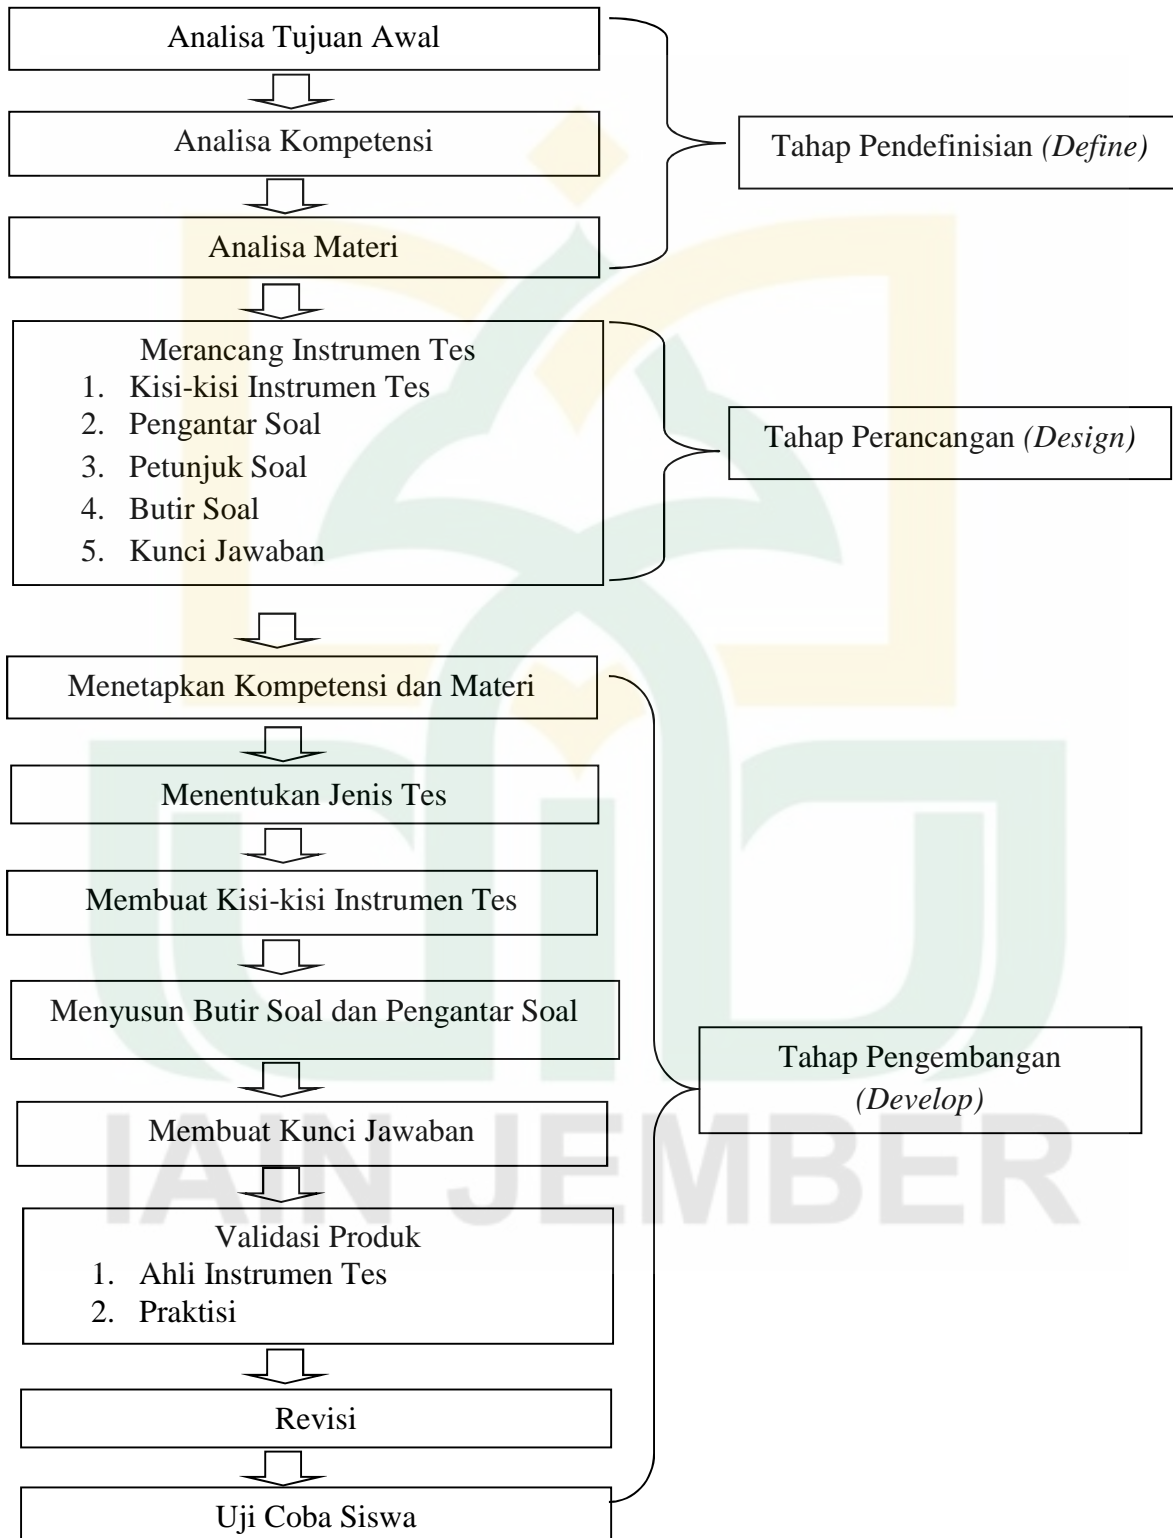 Analisa Tujuan Awal
Analisa Kompetensi
Tahap Pendefinisian (Define)
Analisa Materi
Merancang Instrumen Tes
1. Kisi-kisi Instrumen Tes
2. Pengantar Soal
3. Petunjuk Soal
4. Butir Soal
5. Kunci Jawaban
Tahap Perancangan (Design)
Menetapkan Kompetensi dan Materi
Menentukan Jenis Tes
Membuat Kisi-kisi Instrumen Tes
Menyusun Butir Soal dan Pengantar Soal
Tahap Pengembangan
(Develop)
Membuat Kunci Jawaban
IAIN JEMBER
Validasi Produk
1. Ahli Instrumen Tes
2. Praktisi
Revisi
Uji Coba Siswa